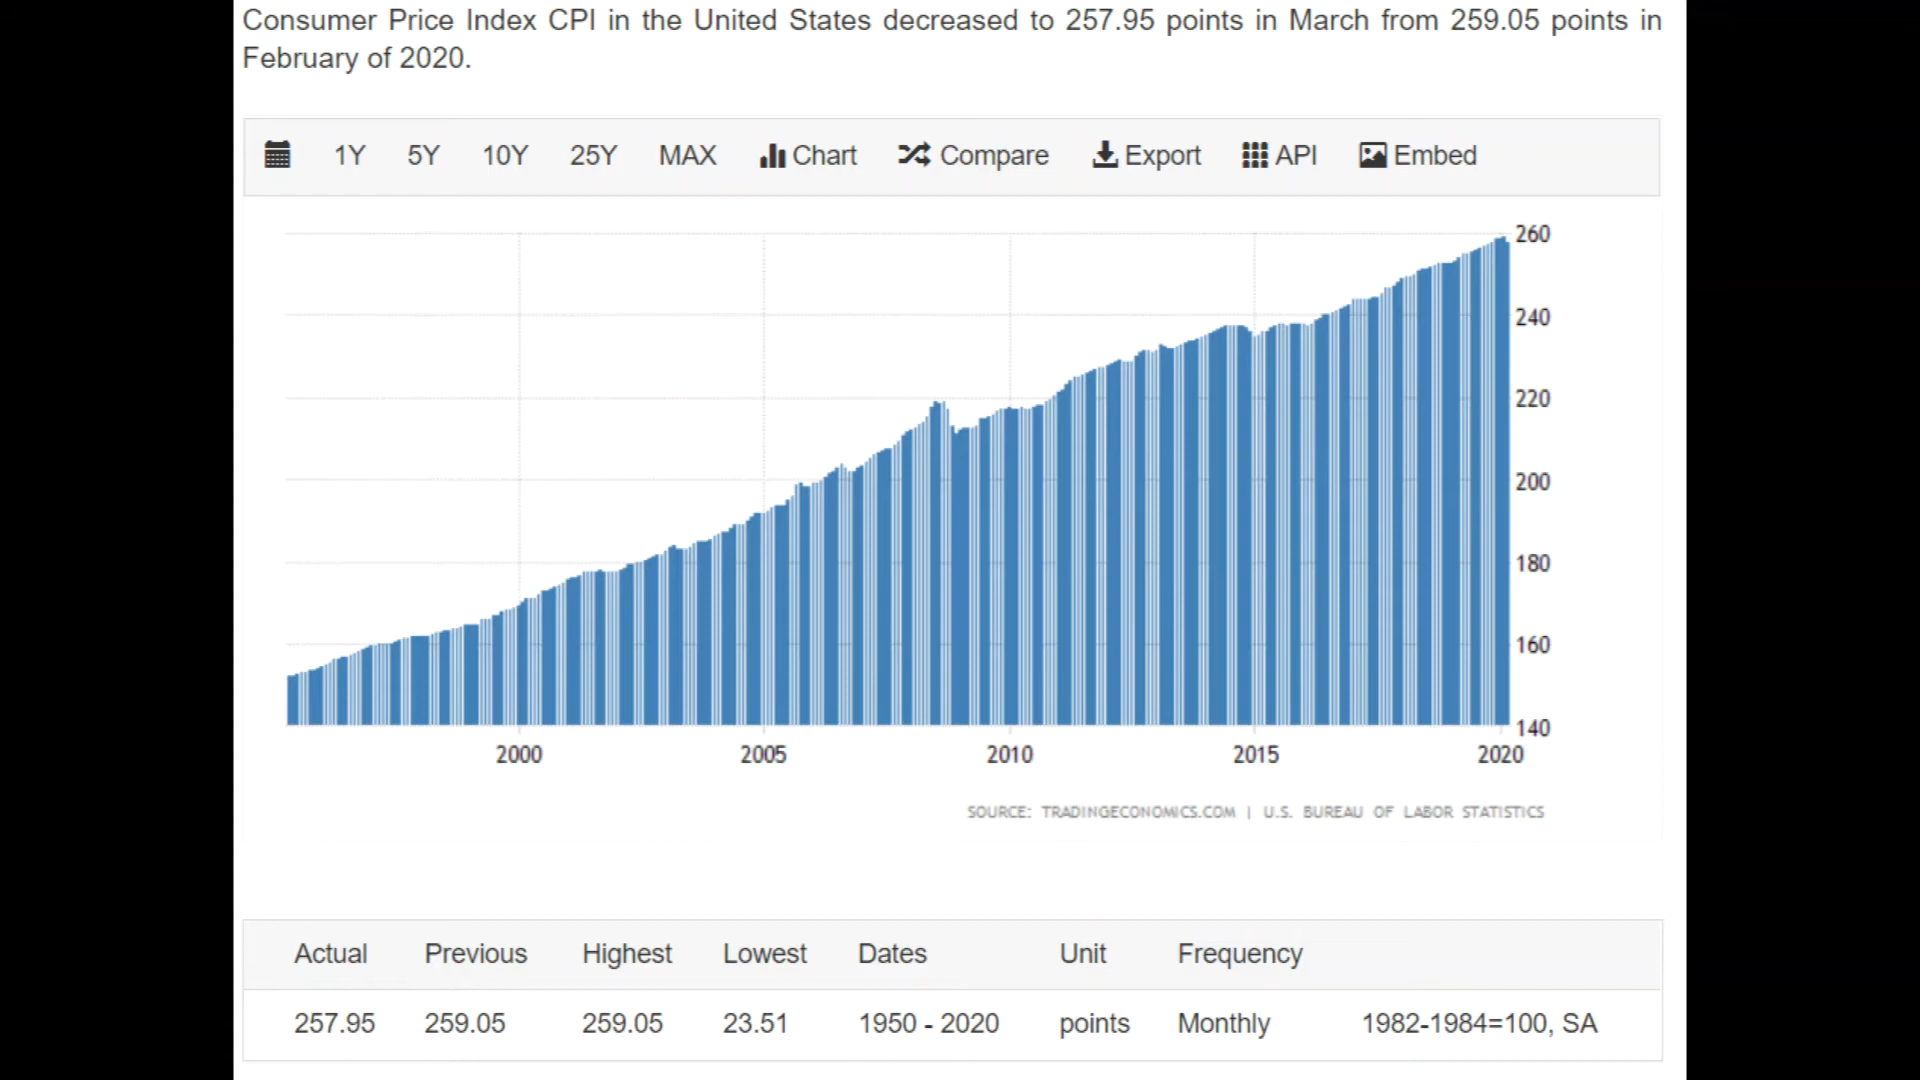 Consumer Price Index CPI in the United States decreased to 257.95 points in March from 259.05 points in
February of 2020.
1Y 5Y 10Y 25Y MAX Chart Compare Export API Embed
260
240
220
200
180
160
140
2000 2005 2010 2015 2020
SOURCE: TRADINGECONOMICS.COM | U.S. BUREAU OF LABOR STATISTICS
Actual Previous Highest Lowest Dates Unit Frequency
257.95 259.05 259.05 23.51 1950 - 2020 points Monthly 1982-1984=100, SA